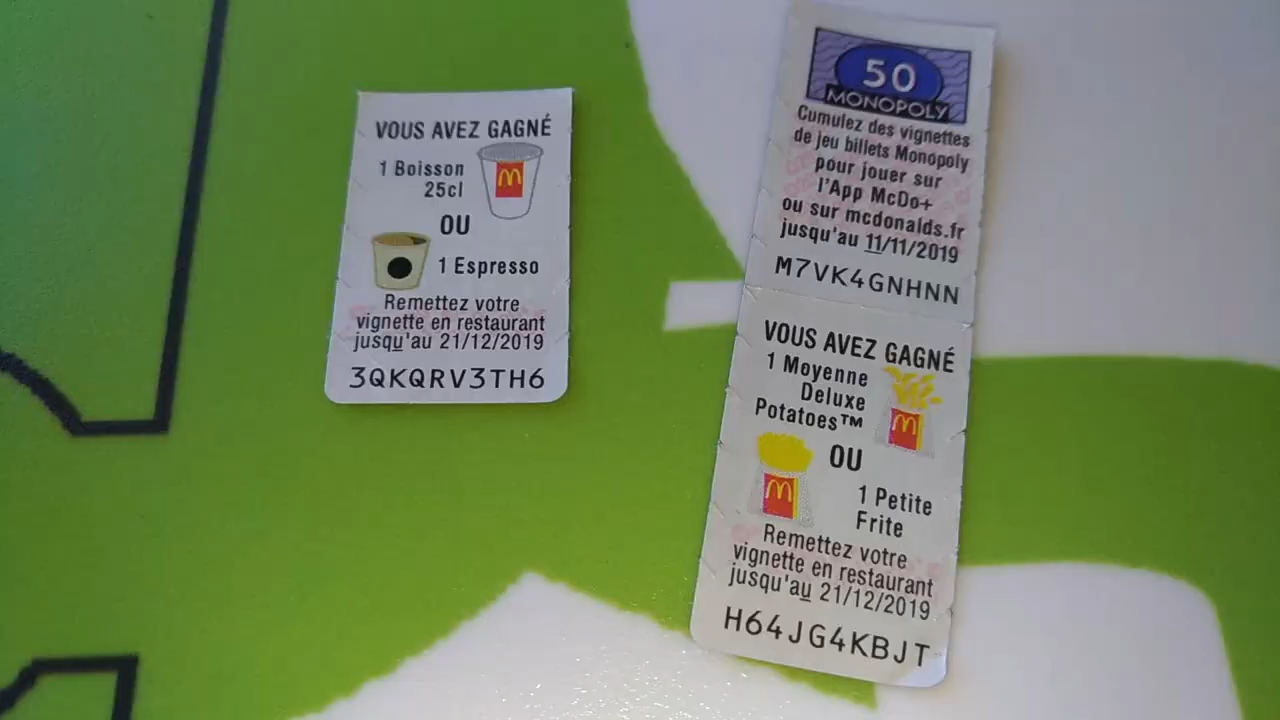 VOUS AVEZ GAGNÉ
1 Boisson
25cl
OU
1 Espresso
Remettez votre
vignette en restaurant
jusqu'au 21/12/2019
3QKQRV3TH6
50
MONOPOLY
Cumulez des vignettes
de jeu billets Monopoly
pour jouer sur
l'App McDo+
ou sur mcdonalds.fr
jusqu'au 11/11/2019
M7VK4GNHNN
VOUS AVEZ GAGNÉ
1 Moyenne
Deluxe
Potatoes™
OU
1 Petite
Frite
Remettez votre
vignette en restaurant
jusqu'au 21/12/2019
H64JG4KBJT